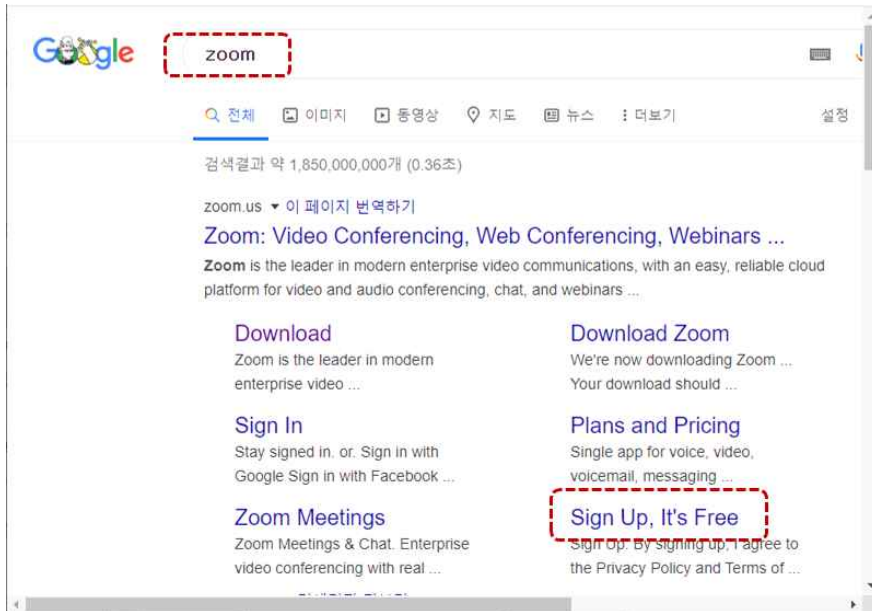 Google
zoom
전체 이미지 동영상 지도 뉴스 더보기 설정
검색결과 약 1,850,000,000개 (0.36초)
zoom.us ▾ 이 페이지 번역하기
Zoom: Video Conferencing, Web Conferencing, Webinars ...
Zoom is the leader in modern enterprise video communications, with an easy, reliable cloud
platform for video and audio conferencing, chat, and webinars ...
Download
Zoom is the leader in modern
enterprise video ...
Download Zoom
We're now downloading Zoom ...
Your download should ...
Sign In
Stay signed in. or. Sign in with
Google Sign in with Facebook ...
Plans and Pricing
Single app for voice, video,
voicemail, messaging ...
Zoom Meetings
Zoom Meetings & Chat. Enterprise
video conferencing with real ...
Sign Up, It's Free
Sign Up. By signing up, I agree to
the Privacy Policy and Terms of ...